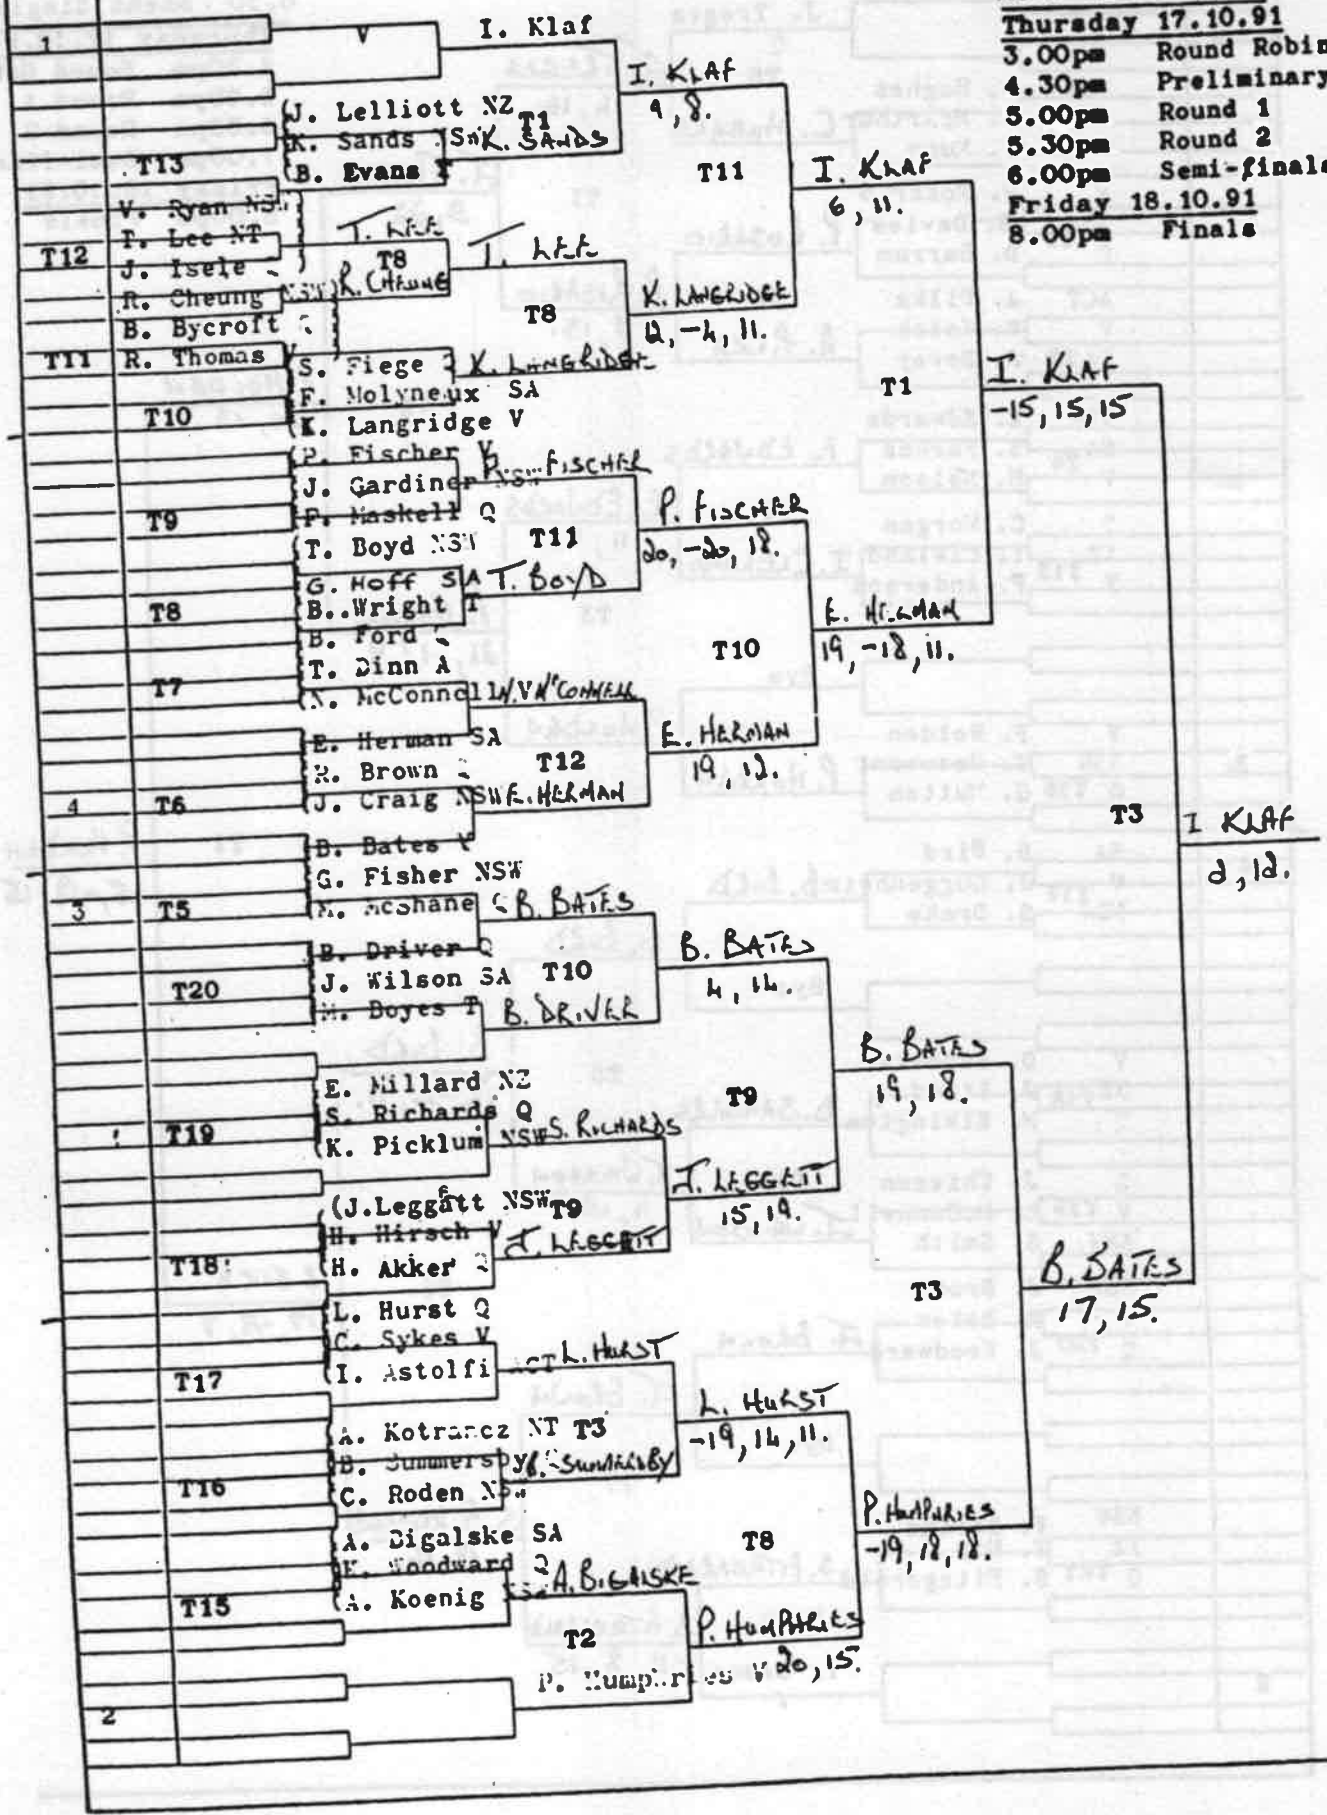 Thursday 17.10.91
3.00pm Round Robin
4.30pm Preliminary
5.00pm Round 1
5.30pm Round 2
6.00pm Semi-finals
Friday 18.10.91
8.00pm Finals
1
V
I. Klaf
I. KLAF
9, 8.
J. Lelliott NZ
T1
K. Sands
K. SANDS
T13
B. Evans T
T11
I. KLAF
6, 11.
V. Ryan NSW
T. Lee NT
T. LEE
T12
J. Isele
T8
T. LEE
R. Cheung NSW
R. CHEUNG
B. Bycroft
T8
K. LANGRIDGE
12, -4, 11.
T11
R. Thomas V
S. Fiege
K. LANGRIDGE
F. Molyneux SA
T10
K. Langridge V
T1
I. KLAF
-15, 15, 15
P. Fischer V
P. FISCHER
J. Gardiner NSW
T9
P. Maskell Q
T. Boyd NSW
T11
P. FISCHER
20, -20, 18.
G. Hoff SA
T. BOYD
T8
B. Wright T
B. Ford
T. Dinn A
T10
E. HERMAN
19, -18, 11.
T7
N. McConnell
V McCONNELL
E. Herman SA
R. Brown
T12
E. HERMAN
19, 12.
4
T6
J. Craig NSW
E. HERMAN
T3
I KLAF
2, 12.
B. Bates V
G. Fisher NSW
3
T5
M. McShane
B. BATES
B. Driver Q
J. Wilson SA
T10
B. BATES
4, 14.
T20
M. Boyes T
B. DRIVER
E. Millard NZ
S. Richards Q
T9
B. BATES
19, 18.
T19
K. Picklum NSW
S. RICHARDS
(J.Leggatt NSW
e
T9
J. LEGGETT
15, 19.
H. Hirsch V
J. LEGGETT
T18
H. Akker Q
T3
B. BATES
17, 15.
L. Hurst Q
C. Sykes V
T17
I. Astolfi ACT
L. HURST
A. Kotrancz NT
T3
L. HURST
-19, 14, 11.
B. Summersby
SUMMERSBY
T16
C. Roden NSW
A. Bigalske SA
T8
P. HUMPHRIES
-19, 18, 18.
K. Woodward Q
T15
A. Koenig
A. BIGALSKE
T2
P. HUMPHRIES
20, 15.
P. Humphries V
2